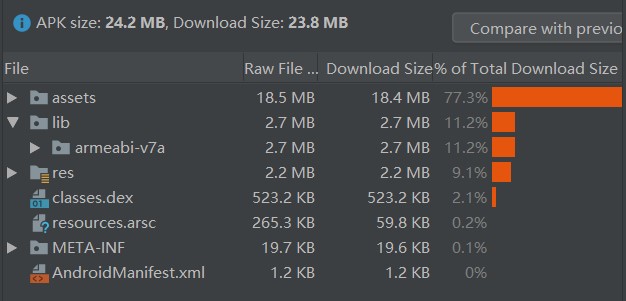 APK size: 24.2 MB, Download Size: 23.8 MB
Compare with previo
File Raw File ... Download Size % of Total Download Size
assets 18.5 MB 18.4 MB 77.3%
lib 2.7 MB 2.7 MB 11.2%
armeabi-v7a 2.7 MB 2.7 MB 11.2%
res 2.2 MB 2.2 MB 9.1%
classes.dex 523.2 KB 523.2 KB 2.1%
resources.arsc 265.3 KB 59.8 KB 0.2%
META-INF 19.7 KB 19.6 KB 0.1%
AndroidManifest.xml 1.2 KB 1.2 KB 0%